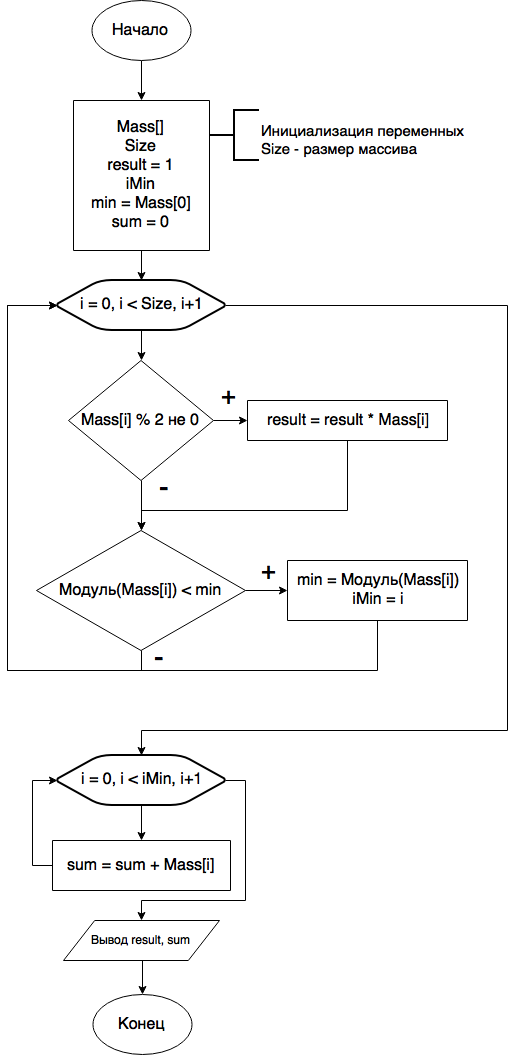 Начало
Mass[]
Size
result = 1
iMin
min = Mass[0]
sum = 0
Инициализация переменных
Size - размер массива
i = 0, i < Size, i+1
Mass[i] % 2 не 0
+
result = result * Mass[i]
-
Модуль(Mass[i]) < min
+
min = Модуль(Mass[i])
iMin = i
-
i = 0, i < iMin, i+1
sum = sum + Mass[i]
Вывод result, sum
Конец